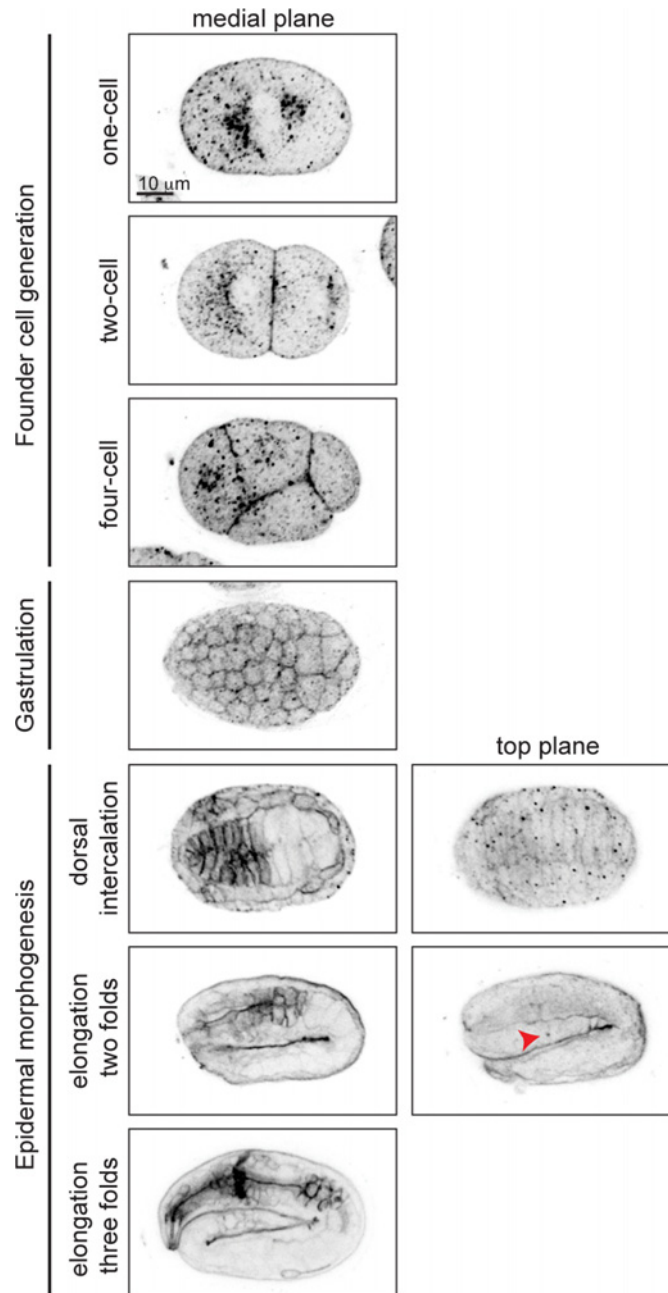 medial plane
Founder cell generation
one-cell
10 μm
two-cell
four-cell
Gastrulation
top plane
Epidermal morphogenesis
dorsal
intercalation
elongation
two folds
elongation
three folds